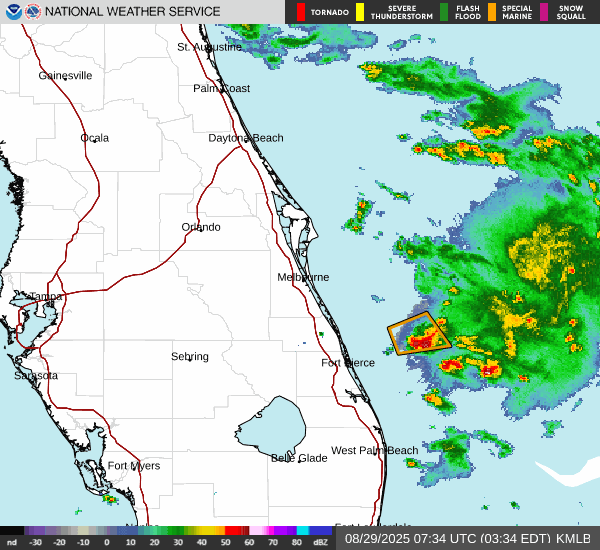 NATIONAL WEATHER SERVICE
TORNADO
SEVERE THUNDERSTORM
FLASH FLOOD
SPECIAL MARINE
SNOW SQUALL
St. Augustine
Gainesville
Palm Coast
Ocala
Daytona Beach
Orlando
Melbourne
Tampa
Sebring
Fort Pierce
Sarasota
West Palm Beach
Belle Glade
Fort Myers
nd -30 -20 -10 0 10 20 30 40 50 60 70 80 dBZ
08/29/2025 07:34 UTC (03:34 EDT) KMLB